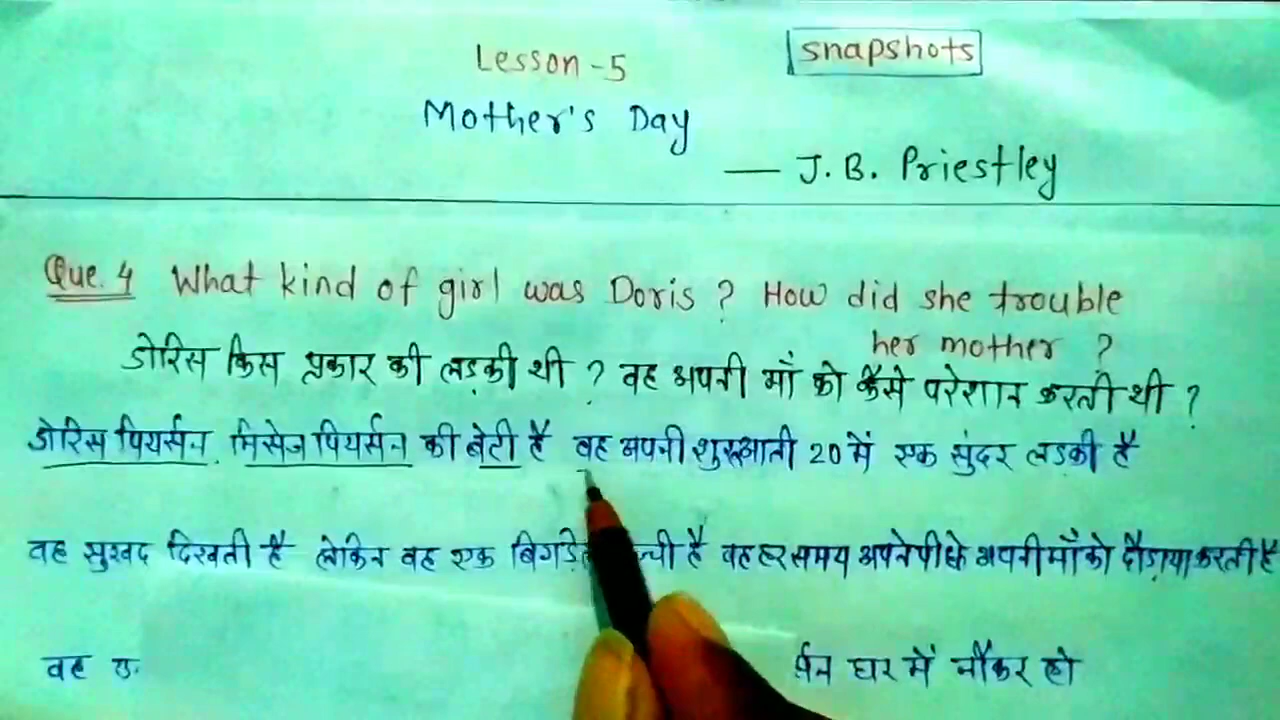 Lesson-5
snapshots
Mother's Day
— J.B. Priestley
Que. 4 What kind of girl was Doris? How did she trouble
her mother ?
डोरिस किस प्रकार की लड़की थी ? वह अपनी माँ को कैसे परेशान करती थी ?
डोरिस पियर्सन, मिसेज पियर्सन की बेटी है वह अपनी शुरुआती 20 में एक सुंदर लड़की है
वह सुखद दिखती है लेकिन वह एक है वह हर समय अपने पीछे अपनी माँ को दौड़ाया करती है
वह घर में नौकर हो